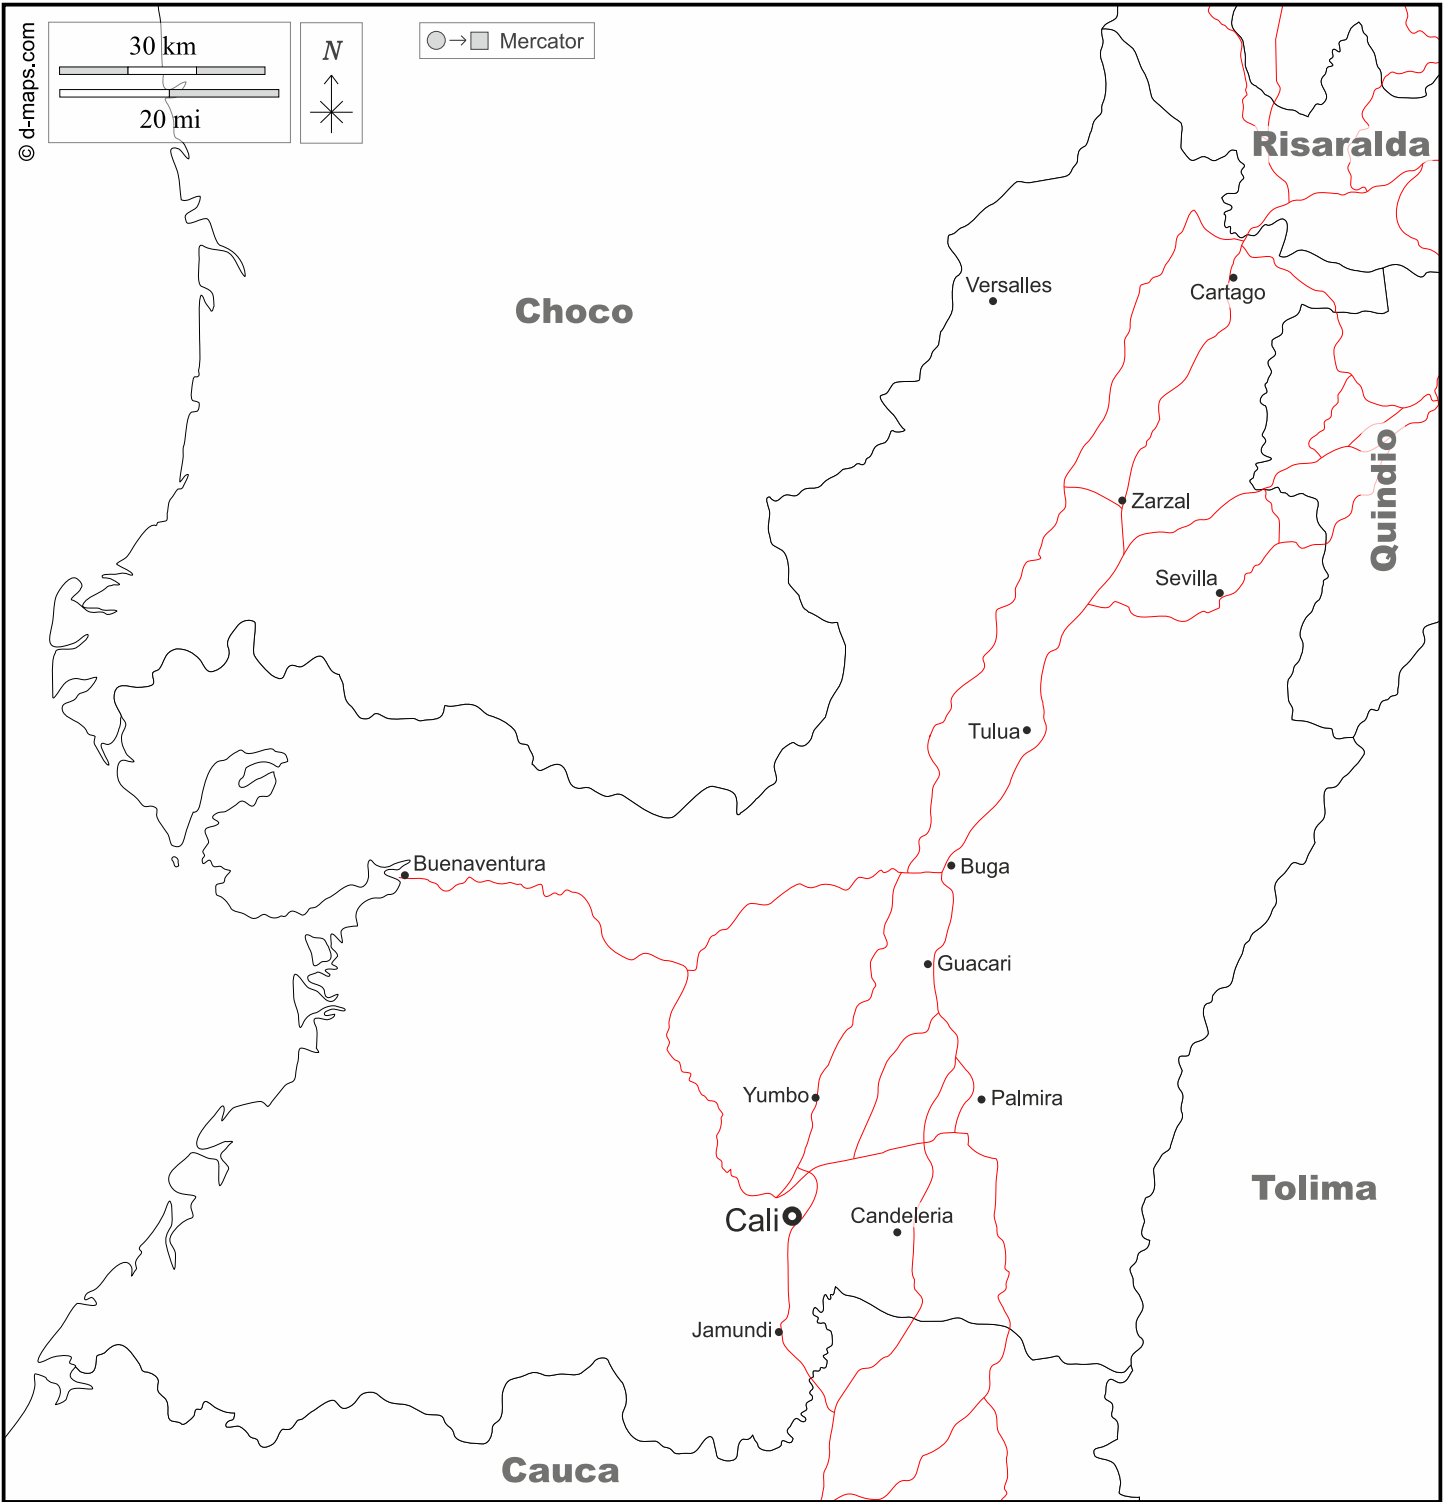 © d-maps.com
30 km
20 mi
N
Mercator
Risaralda
Choco
Versalles
Cartago
Quindio
Zarzal
Sevilla
Tulua
Buenaventura
Buga
Guacari
Yumbo
Palmira
Tolima
Cali
Candeleria
Jamundi
Cauca